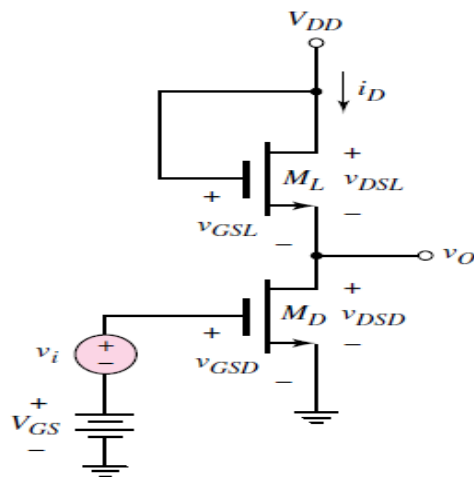 V_DD
i_D
+
M_L v_DSL
+
v_GSL
−
−
v_O
+
M_D v_DSD
+
v_GSD
−
−
v_i
+
−
+
V_GS
−